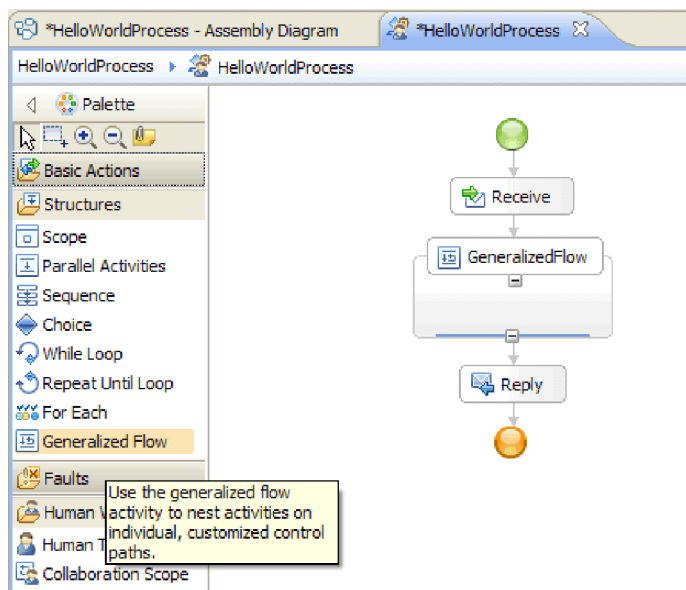 *HelloWorldProcess - Assembly Diagram
*HelloWorldProcess
HelloWorldProcess
HelloWorldProcess
Palette
Basic Actions
Structures
Scope
Parallel Activities
Sequence
Choice
While Loop
Repeat Until Loop
For Each
Generalized Flow
Faults
Human
Human
Collaboration Scope
Use the generalized flow
activity to nest activities on
individual, customized control
paths.
Receive
GeneralizedFlow
Reply